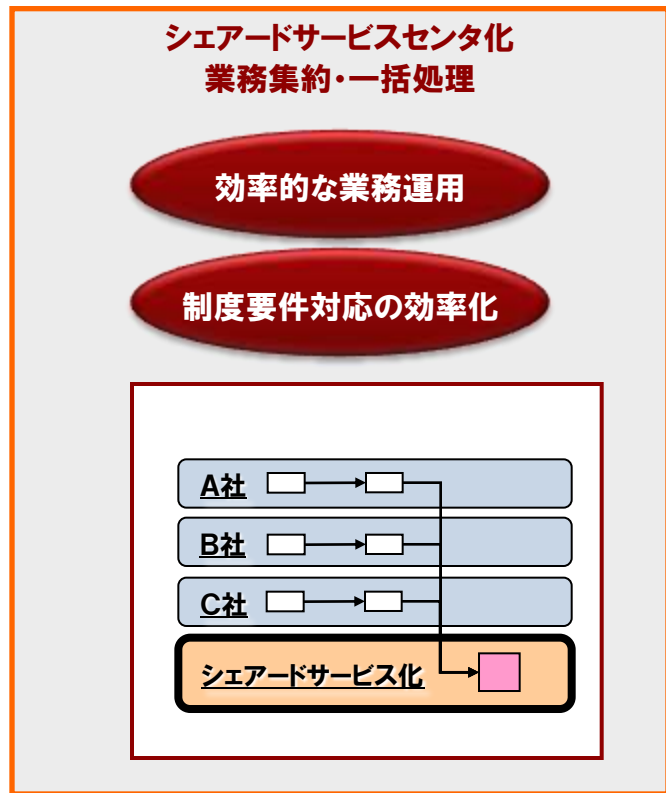 シェアードサービスセンタ化
業務集約・一括処理
効率的な業務運用
制度要件対応の効率化
A社
B社
C社
シェアードサービス化